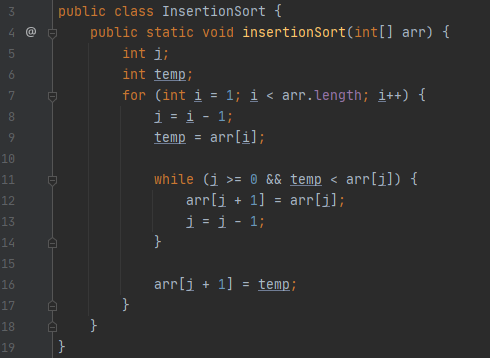 3 public class InsertionSort {
4 @ public static void insertionSort(int[] arr) {
5 int j;
6 int temp;
7 for (int i = 1; i < arr.length; i++) {
8 j = i - 1;
9 temp = arr[i];
10
11 while (j >= 0 && temp < arr[j]) {
12 arr[j + 1] = arr[j];
13 j = j - 1;
14 }
15
16 arr[j + 1] = temp;
17 }
18 }
19 }